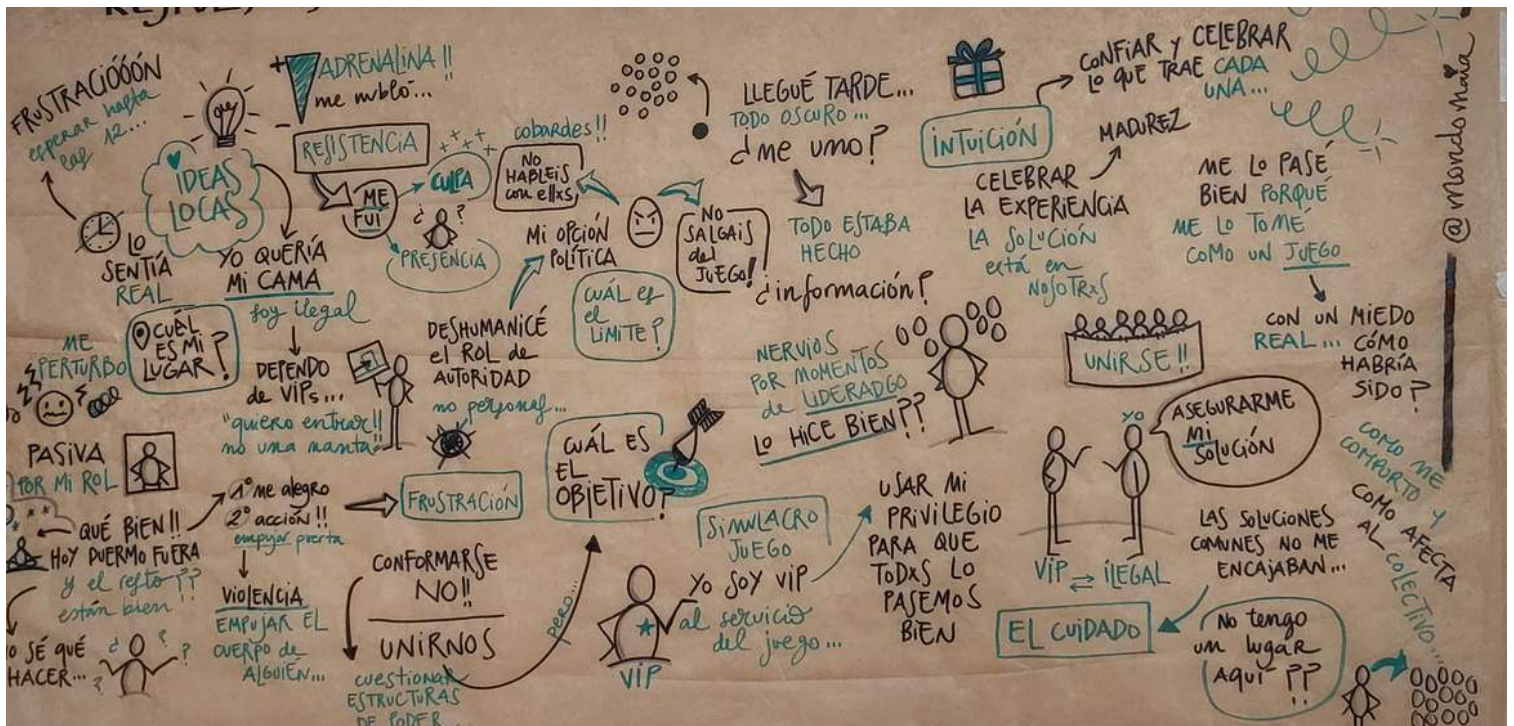 FRUSTRACIÓÓÓN
esperar hasta
las 12...
LO
SENTÍA
REAL
que
IDEAS
LOCAS
YO QUERÍA
MI CAMA
soy ilegal
DEPENDO
de VIPs...
"quiero entrar!!
no una manta"
+
ADRENALINA!!
me nubló...
RESISTENCIA
ME
FUI
CULPA
¿ ?
PRESENCIA
cobardes!!
NO
HABLEIS
con ellxs
MI OPCIÓN
POLÍTICA
NO
SALGAIS
del
JUEGO!
CUÁL es
el
LÍMITE?
DESHUMANICÉ
el ROL de
AUTORIDAD
no personas...
LLEGUÉ TARDE...
TODO OSCURO...
¿me uno?
TODO ESTABA
HECHO
¿información?
INTUICIÓN
CONFIAR y CELEBRAR
LO QUE TRAE CADA
UNA...
MADUREZ
CELEBRAR
LA EXPERIENCIA
LA SOLUCIÓN
está en
NOSOTRXS
ME LO PASÉ
BIEN PORQUÉ
ME LO TOMÉ
COMO UN JUEGO
CON UN MIEDO
REAL... CÓMO
HABRÍA
SIDO?
@mondomaia
ME
PERTURBO
CUÉL
ES MI
LUGAR?
PASIVA
POR MI ROL
QUÉ BIEN!!
HOY DUERMO FUERA
y el resto??
están bien??
O SÉ QUÉ
HACER...
¿ ? ?
1º me alegro
2º acción!!
empujar puerta
FRUSTRACIÓN
VIOLENCIA
EMPUJAR EL
CUERPO de
ALGUIÉN...
CONFORMARSE
NO!!
UNIRNOS
cuestionar
ESTRUCTURAS
DE PODER
pero...
CUÁL ES
EL
OBJETIVO?
NERVIOS
POR MOMENTOS
de LIDERADGO
LO HICE BIEN??
UNIRSE!!
SIMULACRO
JUEGO
YO SOY VIP
al servicio
del juego...
VIP
USAR MI
PRIVILEGIO
PARA QUE
TODXS LO
PASEMOS
BIEN
YO
ASEGURARME
MI
SOLUCIÓN
VIP ⇌ ILEGAL
LAS SOLUCIONES
COMUNES NO ME
ENCAJABAN...
EL CUIDADO
No tengo
un lugar
AQUÍ??
COMO ME
COMPORTO Y
COMO AFECTA
AL COLECTIVO...